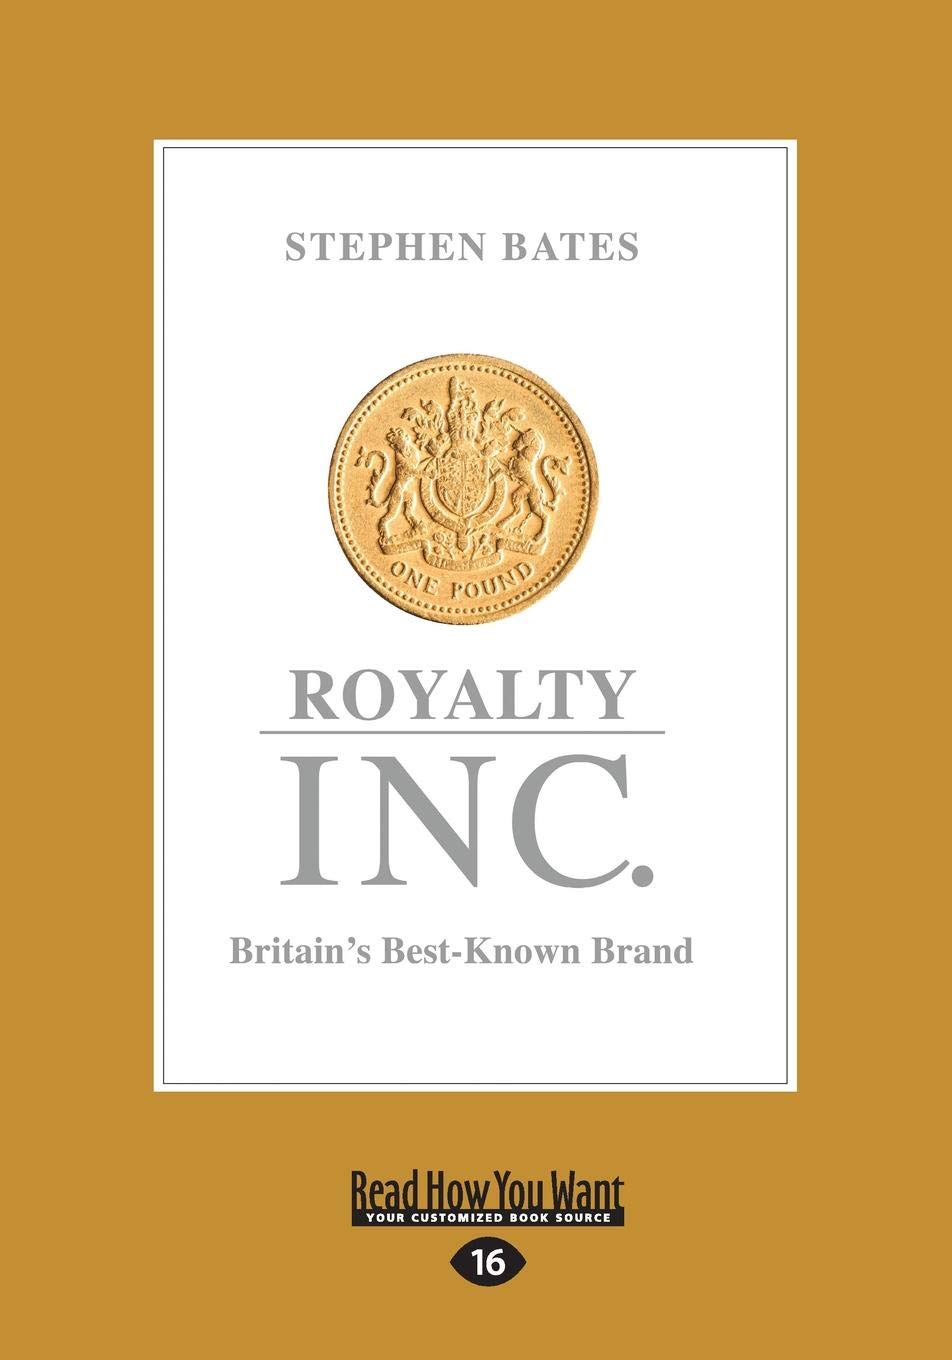 STEPHEN BATES
ONE POUND
ROYALTY
INC.
Britain's Best-Known Brand
Read How You Want
YOUR CUSTOMIZED BOOK SOURCE
16